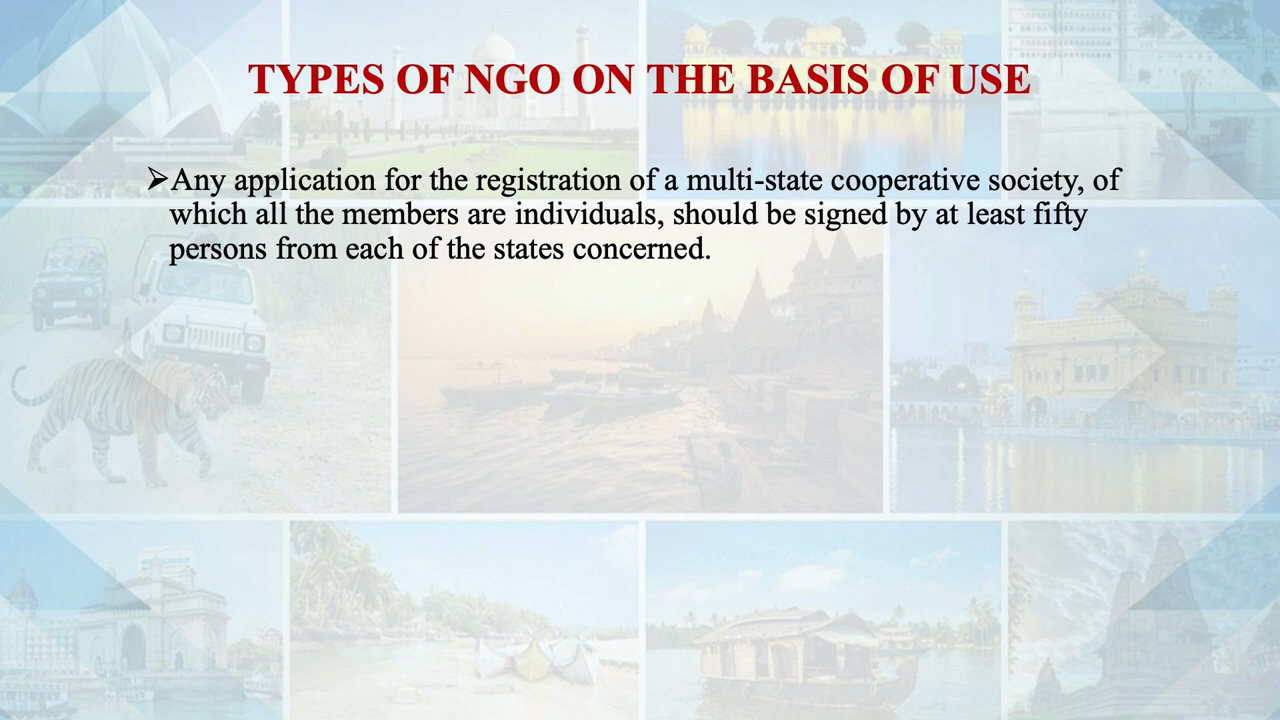 TYPES OF NGO ON THE BASIS OF USE
➢Any application for the registration of a multi-state cooperative society, of
which all the members are individuals, should be signed by at least fifty
persons from each of the states concerned.